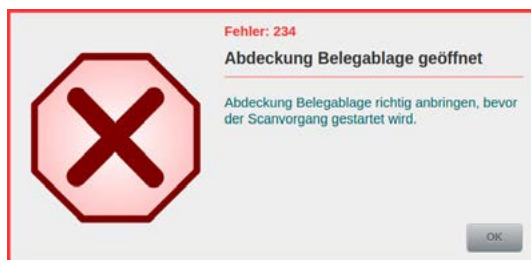 Fehler: 234
Abdeckung Belegablage geöffnet
Abdeckung Belegablage richtig anbringen, bevor
der Scanvorgang gestartet wird.
OK